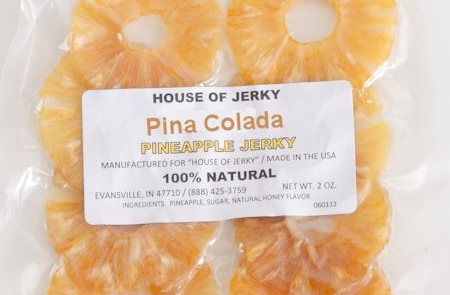 HOUSE OF JERKY
Pina Colada
PINEAPPLE JERKY
MANUFACTURED FOR "HOUSE OF JERKY" / MADE IN THE USA
100% NATURAL
EVANSVILLE, IN 47710 / (888) 425-3759 NET WT. 2 OZ.
INGREDIENTS: PINEAPPLE, SUGAR, NATURAL HONEY FLAVOR
060112